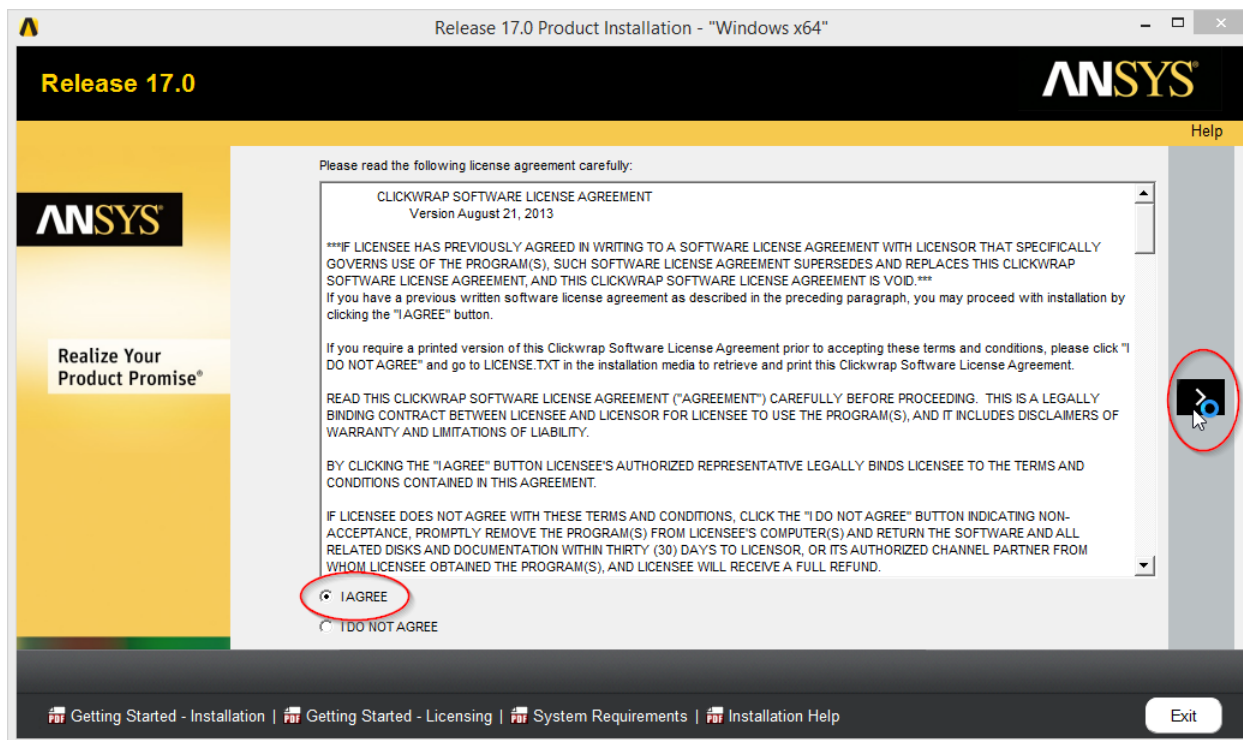 Release 17.0 Product Installation - "Windows x64"
Release 17.0
ANSYS®
Help
Please read the following license agreement carefully:
ANSYS®
Realize Your
Product Promise®
CLICKWRAP SOFTWARE LICENSE AGREEMENT
Version August 21, 2013
***IF LICENSEE HAS PREVIOUSLY AGREED IN WRITING TO A SOFTWARE LICENSE AGREEMENT WITH LICENSOR THAT SPECIFICALLY
GOVERNS USE OF THE PROGRAM(S), SUCH SOFTWARE LICENSE AGREEMENT SUPERSEDES AND REPLACES THIS CLICKWRAP
SOFTWARE LICENSE AGREEMENT, AND THIS CLICKWRAP SOFTWARE LICENSE AGREEMENT IS VOID.***
If you have a previous written software license agreement as described in the preceding paragraph, you may proceed with installation by
clicking the "I AGREE" button.
If you require a printed version of this Clickwrap Software License Agreement prior to accepting these terms and conditions, please click "I
DO NOT AGREE" and go to LICENSE.TXT in the installation media to retrieve and print this Clickwrap Software License Agreement.
READ THIS CLICKWRAP SOFTWARE LICENSE AGREEMENT ("AGREEMENT") CAREFULLY BEFORE PROCEEDING. THIS IS A LEGALLY
BINDING CONTRACT BETWEEN LICENSEE AND LICENSOR FOR LICENSEE TO USE THE PROGRAM(S), AND IT INCLUDES DISCLAIMERS OF
WARRANTY AND LIMITATIONS OF LIABILITY.
BY CLICKING THE "I AGREE" BUTTON LICENSEE'S AUTHORIZED REPRESENTATIVE LEGALLY BINDS LICENSEE TO THE TERMS AND
CONDITIONS CONTAINED IN THIS AGREEMENT.
IF LICENSEE DOES NOT AGREE WITH THESE TERMS AND CONDITIONS, CLICK THE "I DO NOT AGREE" BUTTON INDICATING NON-
ACCEPTANCE, PROMPTLY REMOVE THE PROGRAM(S) FROM LICENSEE'S COMPUTER(S) AND RETURN THE SOFTWARE AND ALL
RELATED DISKS AND DOCUMENTATION WITHIN THIRTY (30) DAYS TO LICENSOR, OR ITS AUTHORIZED CHANNEL PARTNER FROM
WHOM LICENSEE OBTAINED THE PROGRAM(S), AND LICENSEE WILL RECEIVE A FULL REFUND.
I AGREE
I DO NOT AGREE
Getting Started - Installation | Getting Started - Licensing | System Requirements | Installation Help
Exit